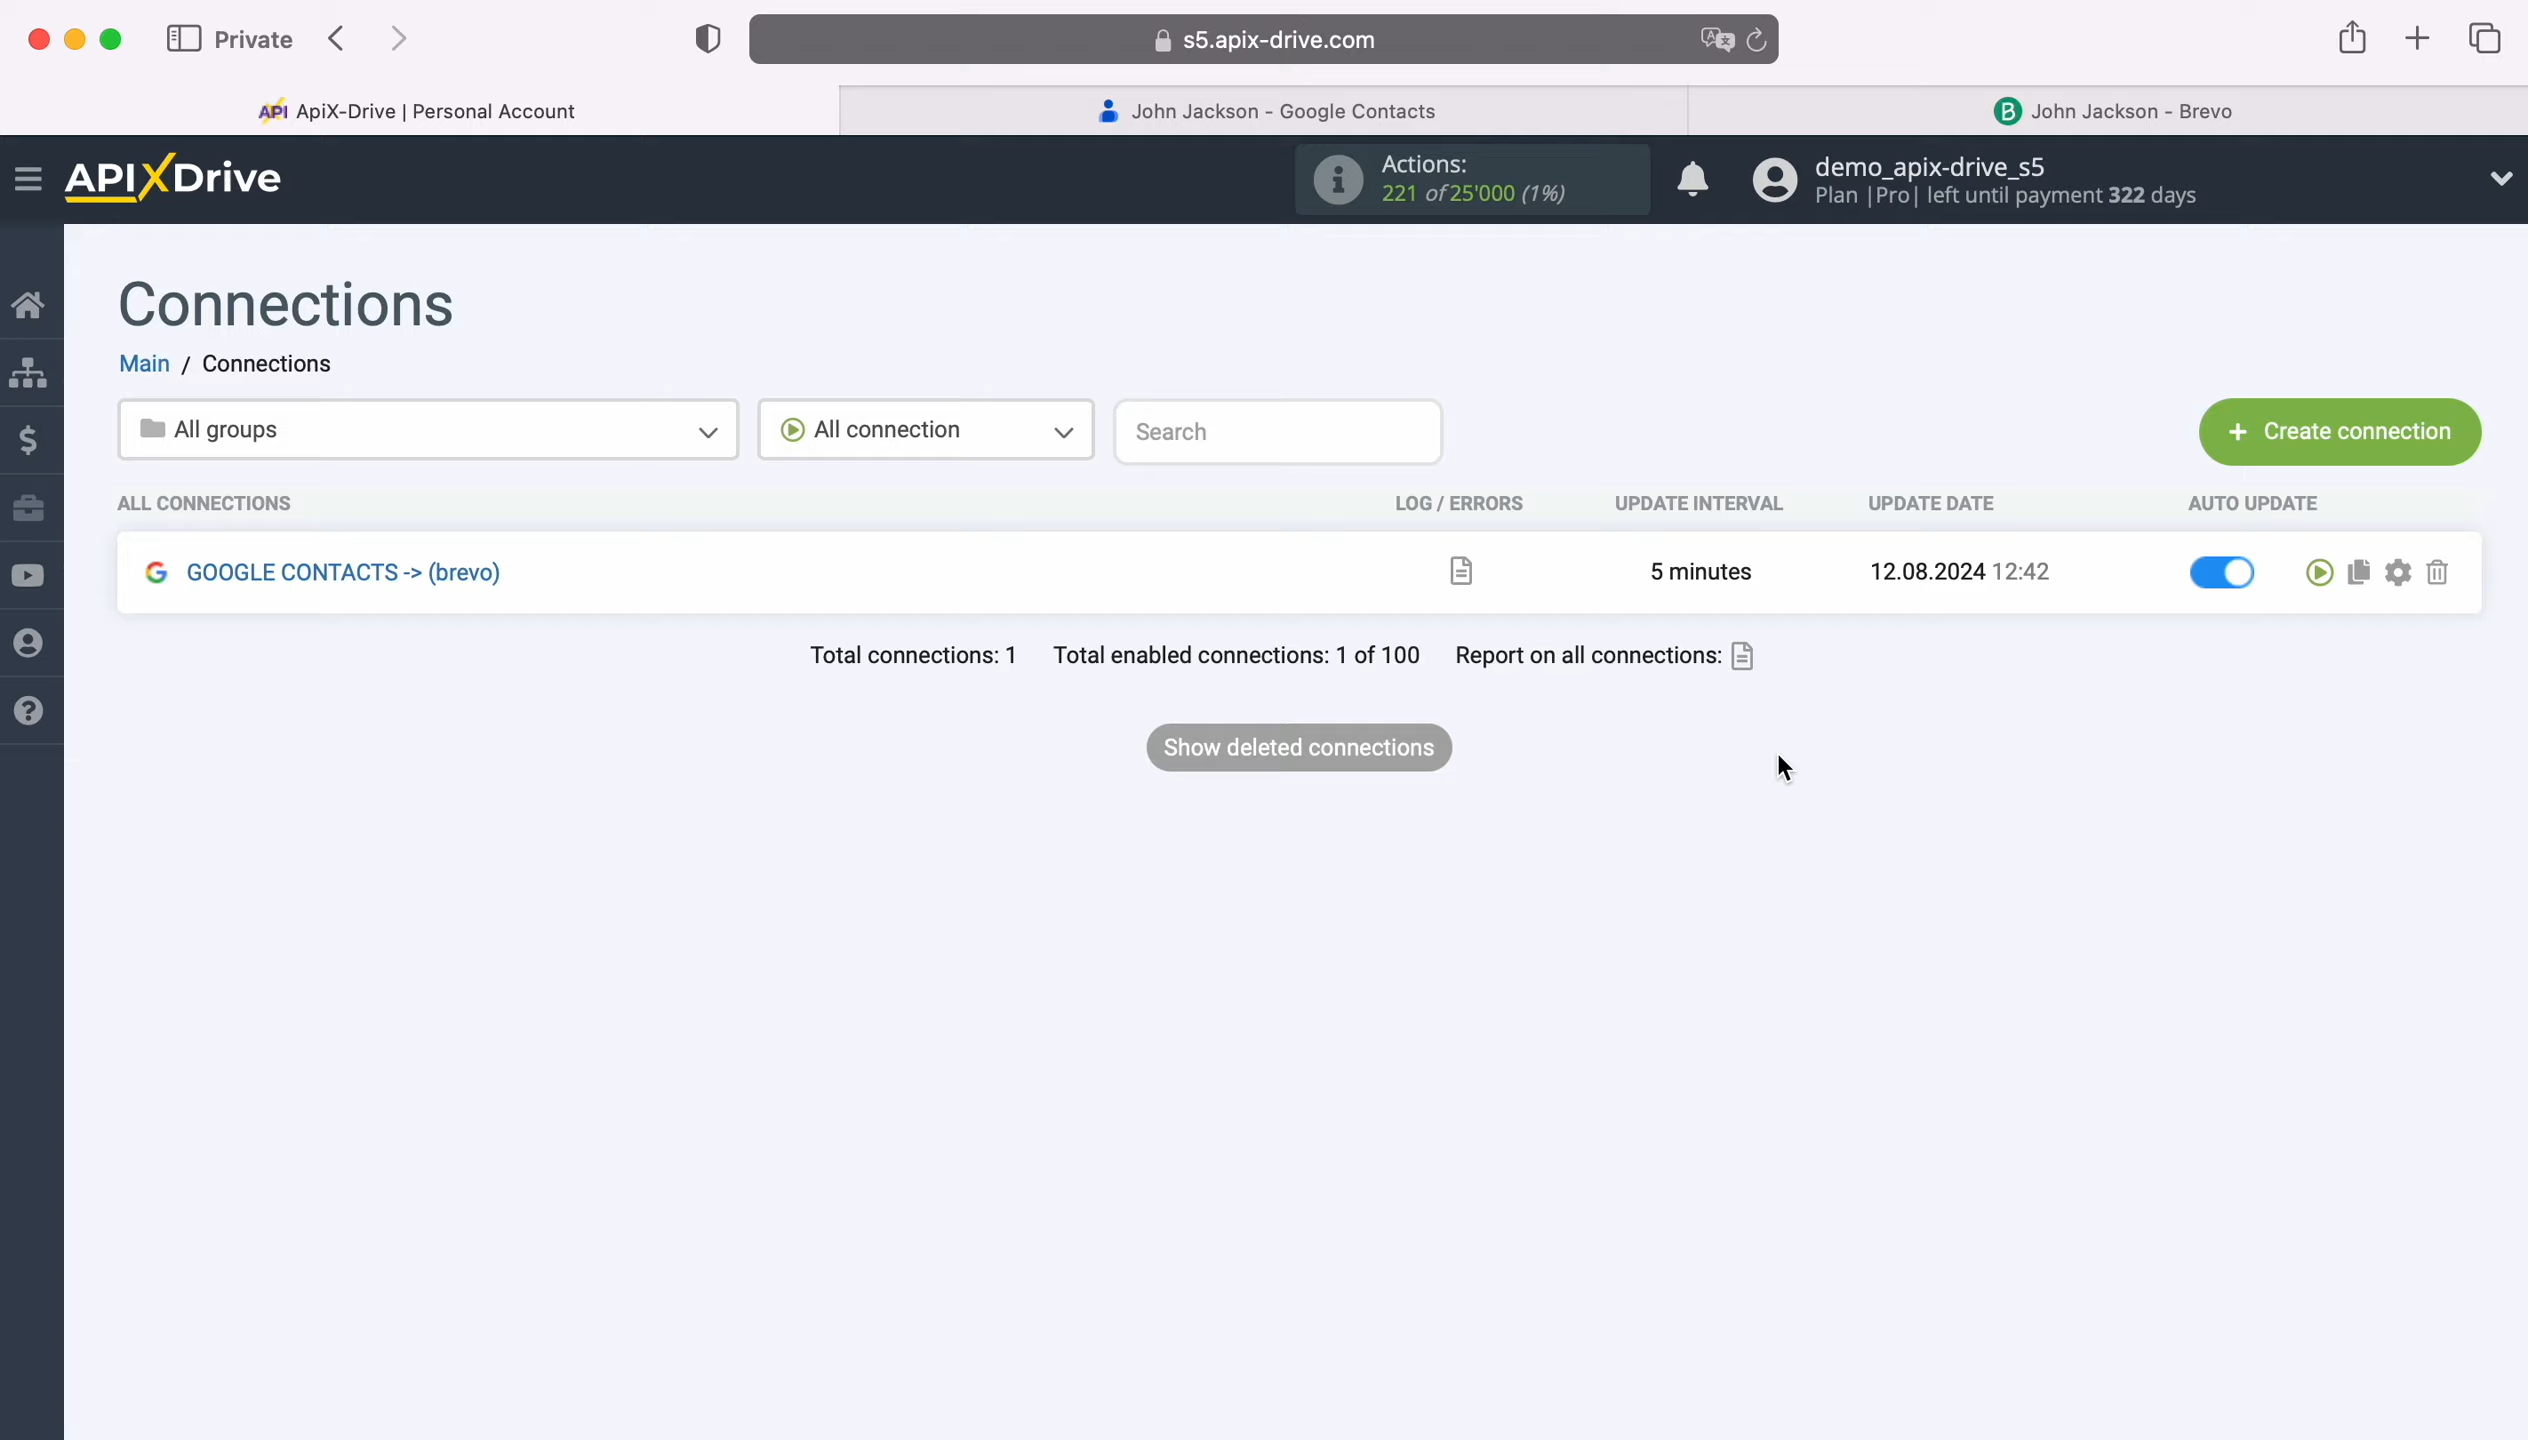 Private
s5.apix-drive.com
API ApiX-Drive | Personal Account
John Jackson - Google Contacts
B John Jackson - Brevo
APIXDrive
Actions:
221 of 25'000 (1%)
demo_apix-drive_s5
Plan |Pro| left until payment 322 days
Connections
Main / Connections
All groups
All connection
Search
+ Create connection
ALL CONNECTIONS LOG / ERRORS UPDATE INTERVAL UPDATE DATE AUTO UPDATE
GOOGLE CONTACTS -> (brevo) 5 minutes 12.08.2024 12:42
Total connections: 1 Total enabled connections: 1 of 100 Report on all connections:
Show deleted connections